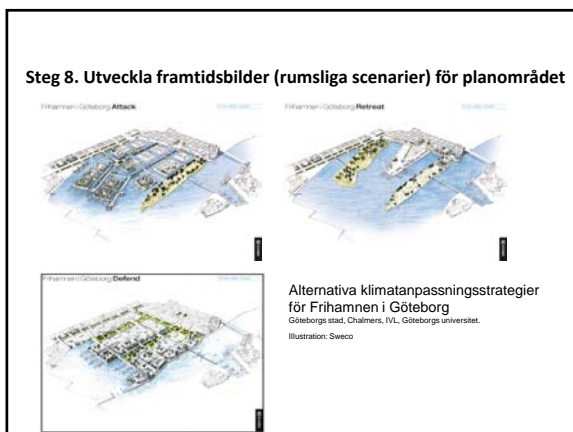 Steg 8. Utveckla framtidsbilder (rumsliga scenarier) för planområdet
Frihamnen i Göteborg Attack
Frihamnen i Göteborg Retreat
Frihamnen i Göteborg Defend
Alternativa klimatanpassningsstrategier
för Frihamnen i Göteborg
Göteborgs stad, Chalmers, IVL, Göteborgs universitet.
Illustration: Sweco